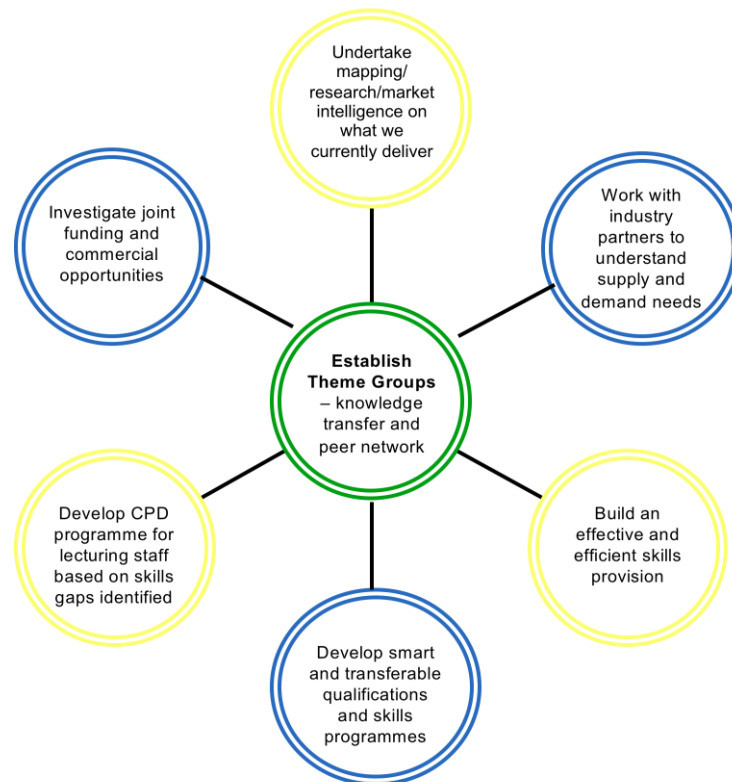 Undertake
mapping/
research/market
intelligence on
what we
currently deliver
Investigate joint
funding and
commercial
opportunities
Work with
industry
partners to
understand
supply and
demand needs
Establish
Theme Groups
– knowledge
transfer and
peer network
Develop CPD
programme for
lecturing staff
based on skills
gaps identified
Build an
effective and
efficient skills
provision
Develop smart
and transferable
qualifications
and skills
programmes